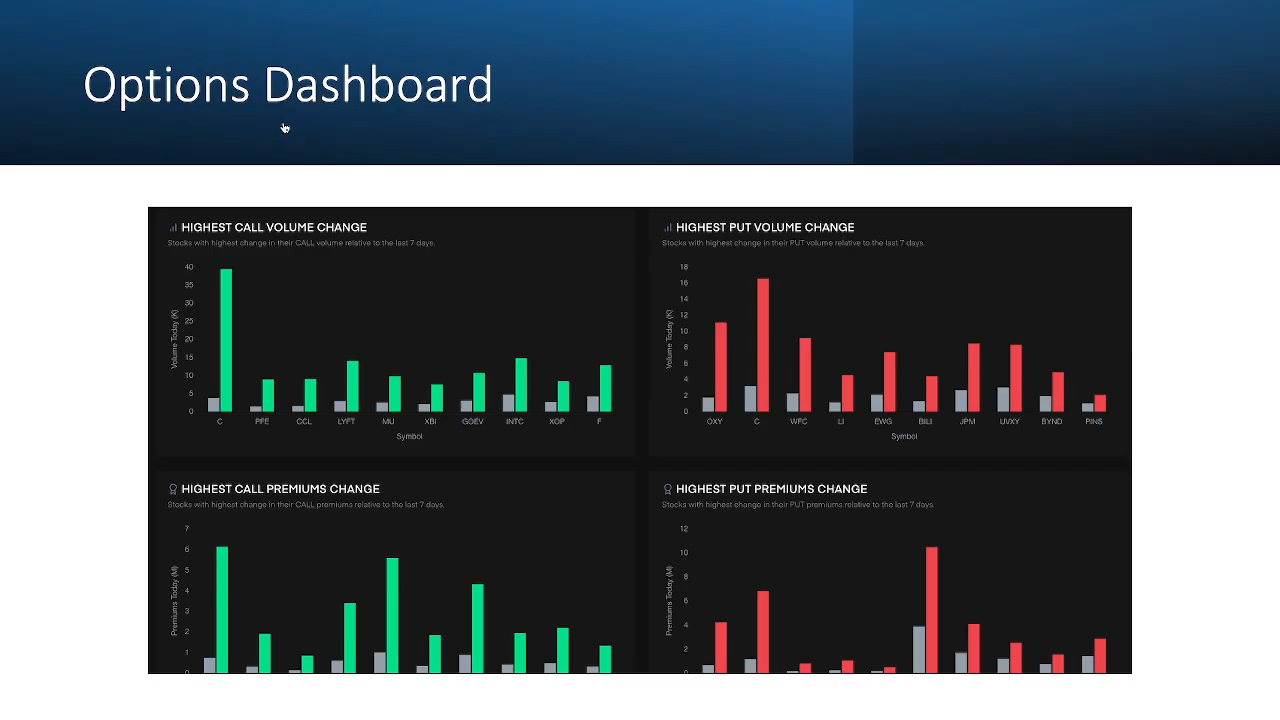 Options Dashboard
HIGHEST CALL VOLUME CHANGE
Stocks with highest change in their CALL volume relative to the last 7 days.
40
35
30
25
20
15
10
5
0
Volume Today (K)
C PFE CCL LYFT MU XBI GOEV INTC XOP F
Symbol
HIGHEST PUT VOLUME CHANGE
Stocks with highest change in their PUT volume relative to the last 7 days.
18
16
14
12
10
8
6
4
2
0
Volume Today (K)
OXY C WFC LI EWG BILI JPM UVXY BYND PINS
Symbol
HIGHEST CALL PREMIUMS CHANGE
Stocks with highest change in their CALL premiums relative to the last 7 days.
7
6
5
4
3
2
1
0
Premiums Today (M)
HIGHEST PUT PREMIUMS CHANGE
Stocks with highest change in their PUT premiums relative to the last 7 days.
12
10
8
6
4
2
0
Premiums Today (M)